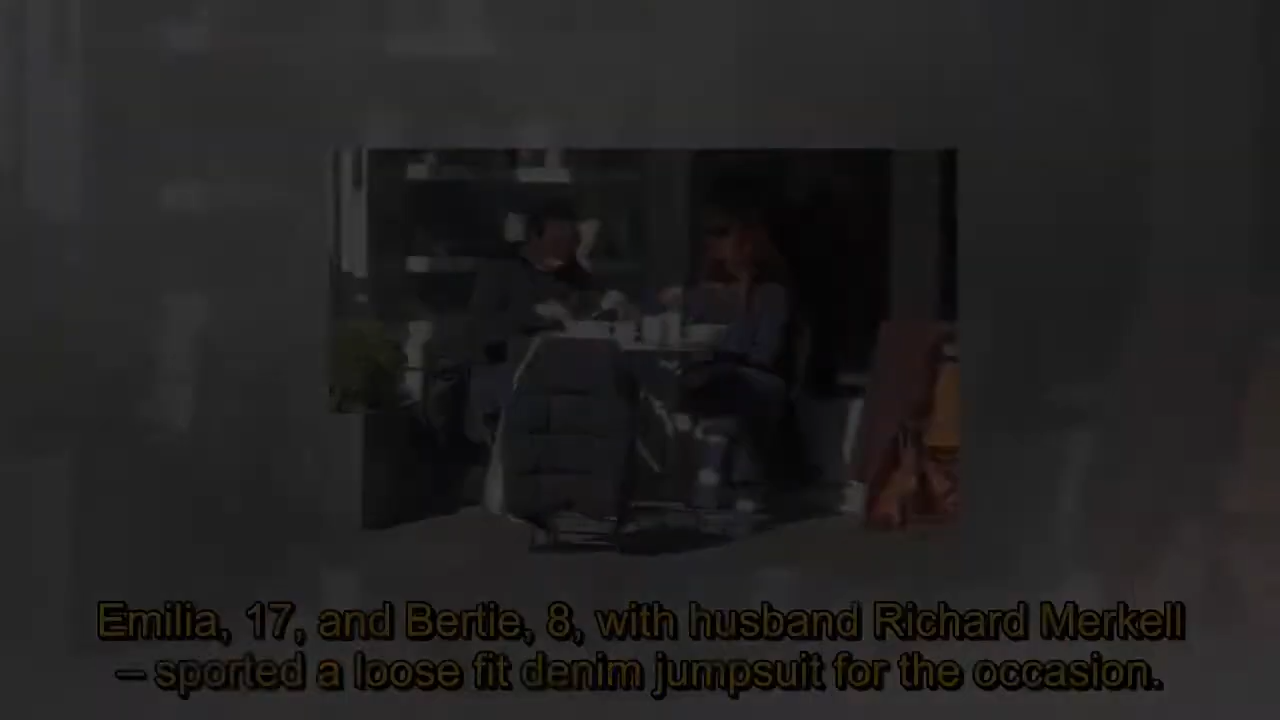 Emilia, 17, and Bertie, 8, with husband Richard Merkell
– sported a loose fit denim jumpsuit for the occasion.